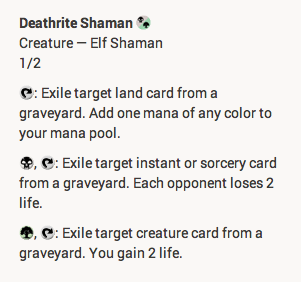 Deathrite Shaman
Creature — Elf Shaman
1/2
: Exile target land card from a
graveyard. Add one mana of any color to
your mana pool.
, : Exile target instant or sorcery card
from a graveyard. Each opponent loses 2
life.
, : Exile target creature card from a
graveyard. You gain 2 life.